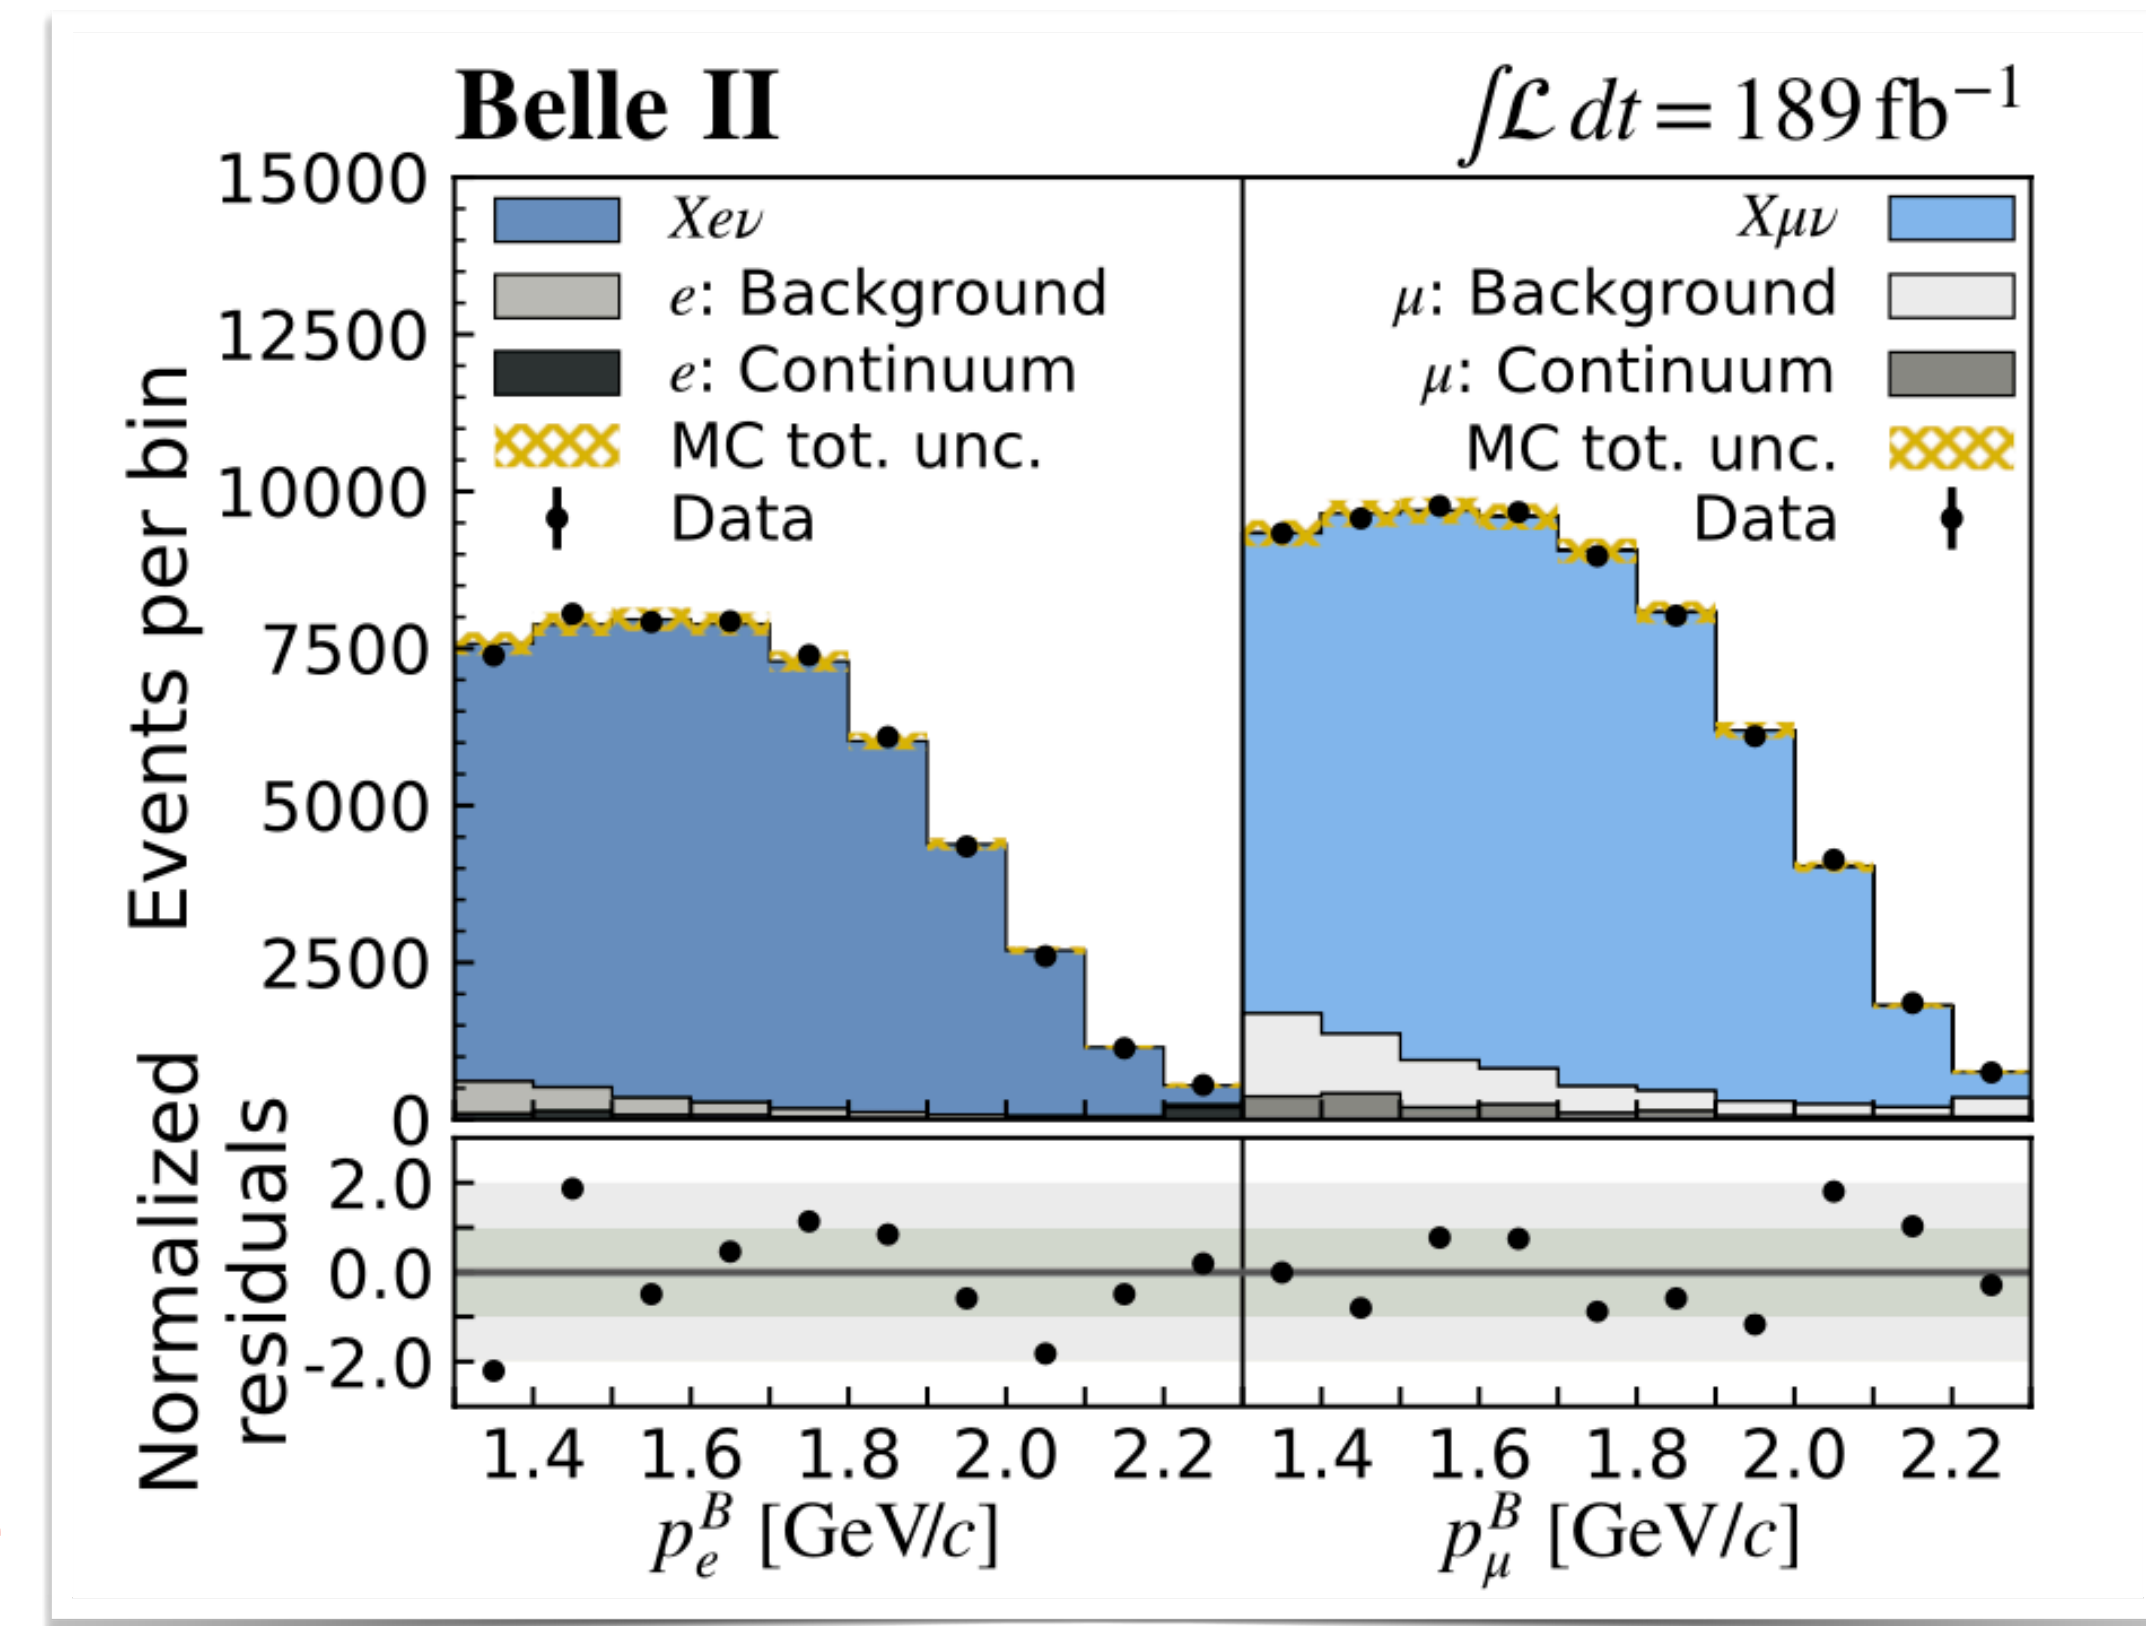 Belle II
∫ℒ dt = 189 fb⁻¹
Xeν
e: Background
e: Continuum
MC tot. unc.
Data
Xμν
μ: Background
μ: Continuum
MC tot. unc.
Data
Events per bin
15000
12500
10000
7500
5000
2500
0
Normalized
residuals
2.0
0.0
-2.0
1.4 1.6 1.8 2.0 2.2 1.4 1.6 1.8 2.0 2.2
p_e^B [GeV/c]
p_μ^B [GeV/c]